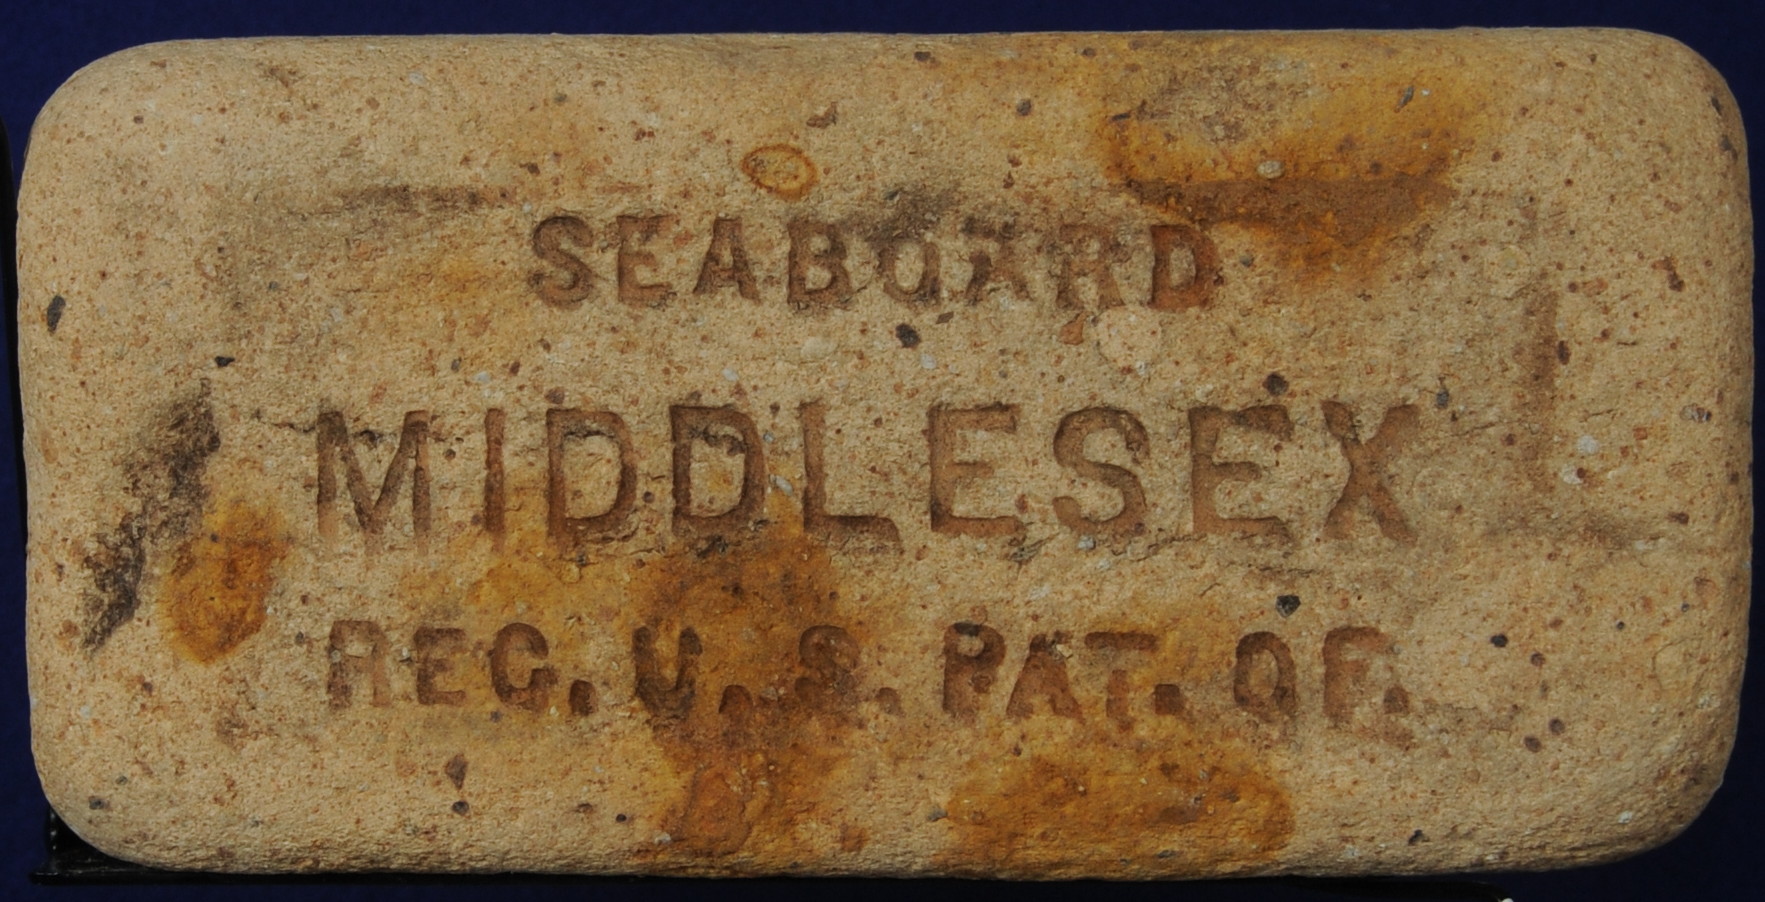 SEABOARD
MIDDLESEX
REG. U. S. PAT. OF.